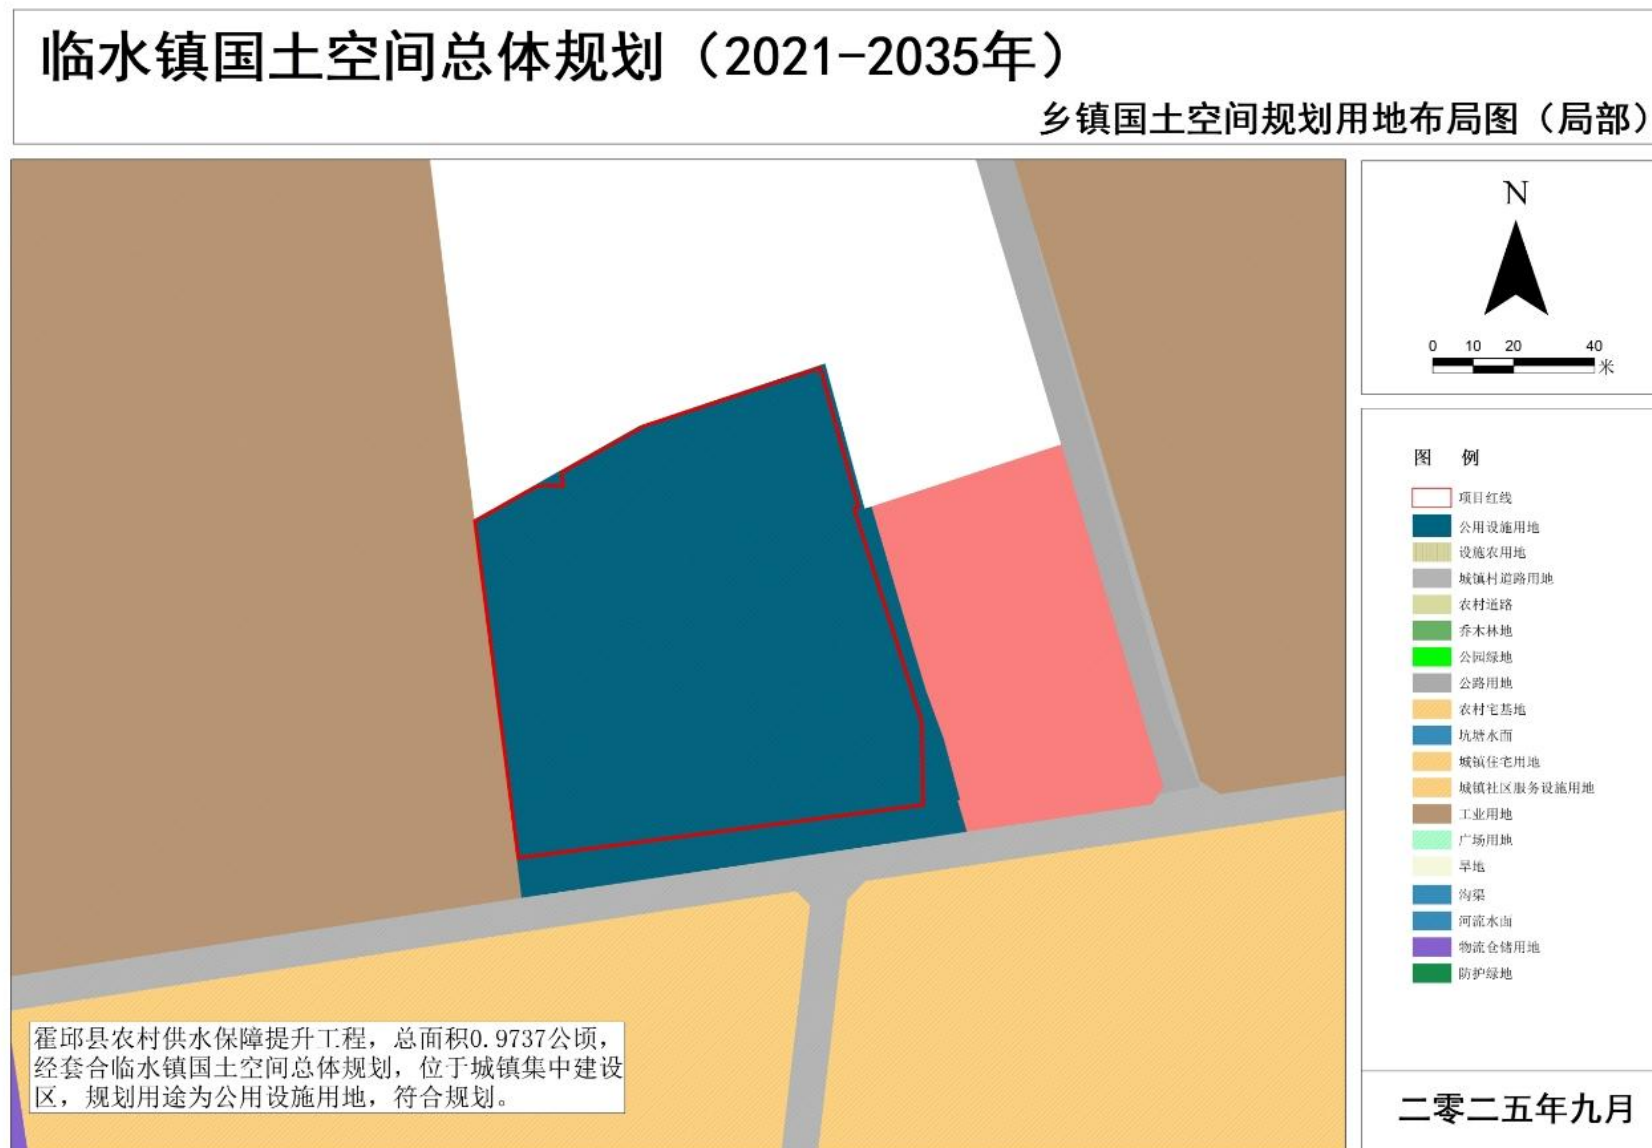 临水镇国土空间总体规划（2021-2035年）
乡镇国土空间规划用地布局图（局部）
N
0 10 20 40
米
图 例
项目红线
公用设施用地
设施农用地
城镇村道路用地
农村道路
乔木林地
公园绿地
公路用地
农村宅基地
坑塘水面
城镇住宅用地
城镇社区服务设施用地
工业用地
广场用地
旱地
沟渠
河流水面
物流仓储用地
防护绿地
霍邱县农村供水保障提升工程，总面积0.9737公顷，
经套合临水镇国土空间总体规划，位于城镇集中建设
区，规划用途为公用设施用地，符合规划。
二零二五年九月